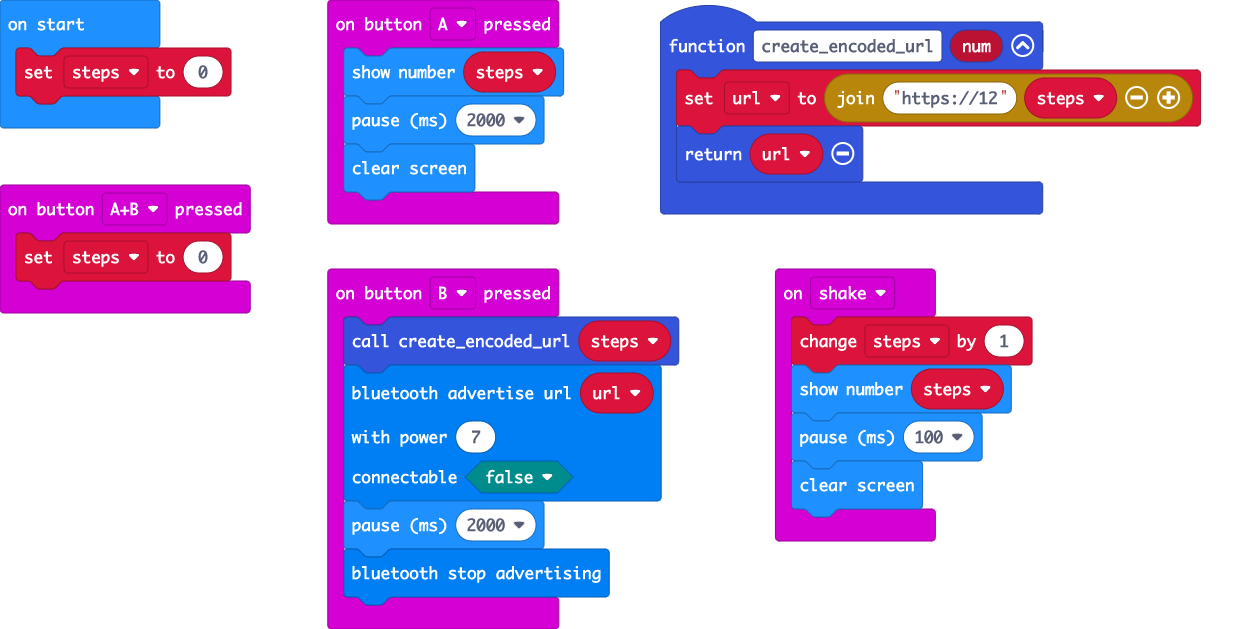 on start
set steps to 0
on button A+B pressed
set steps to 0
on button A pressed
show number steps
pause (ms) 2000
clear screen
on button B pressed
call create_encoded_url steps
bluetooth advertise url url
with power 7
connectable false
pause (ms) 2000
bluetooth stop advertising
function create_encoded_url num
set url to join "https://12" steps
return url
on shake
change steps by 1
show number steps
pause (ms) 100
clear screen